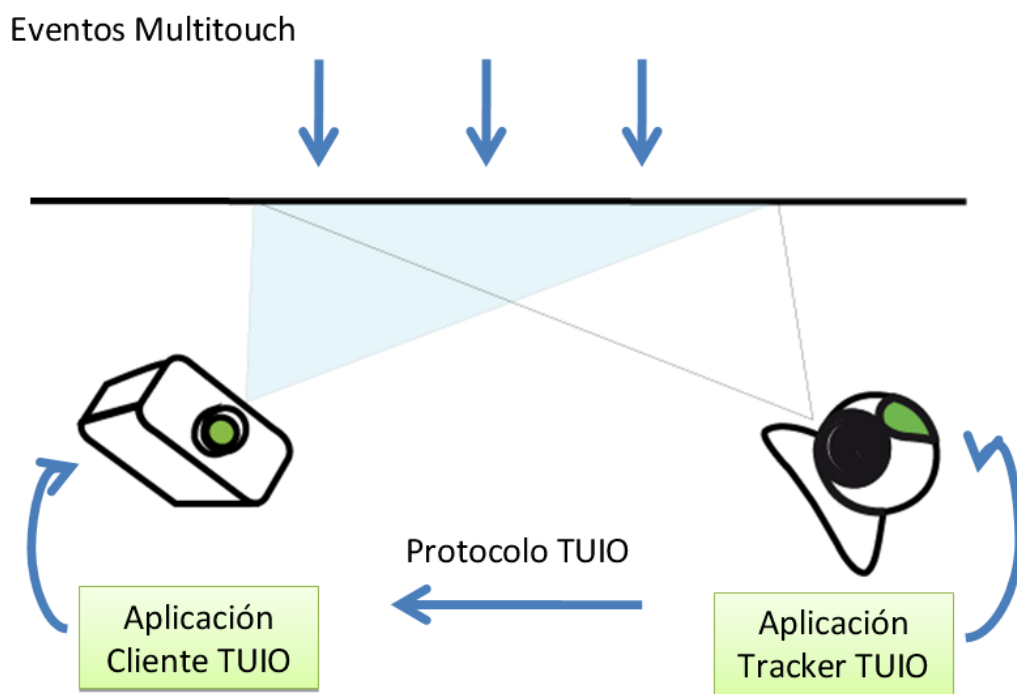 Eventos Multitouch
Protocolo TUIO
Aplicación
Cliente TUIO
Aplicación
Tracker TUIO